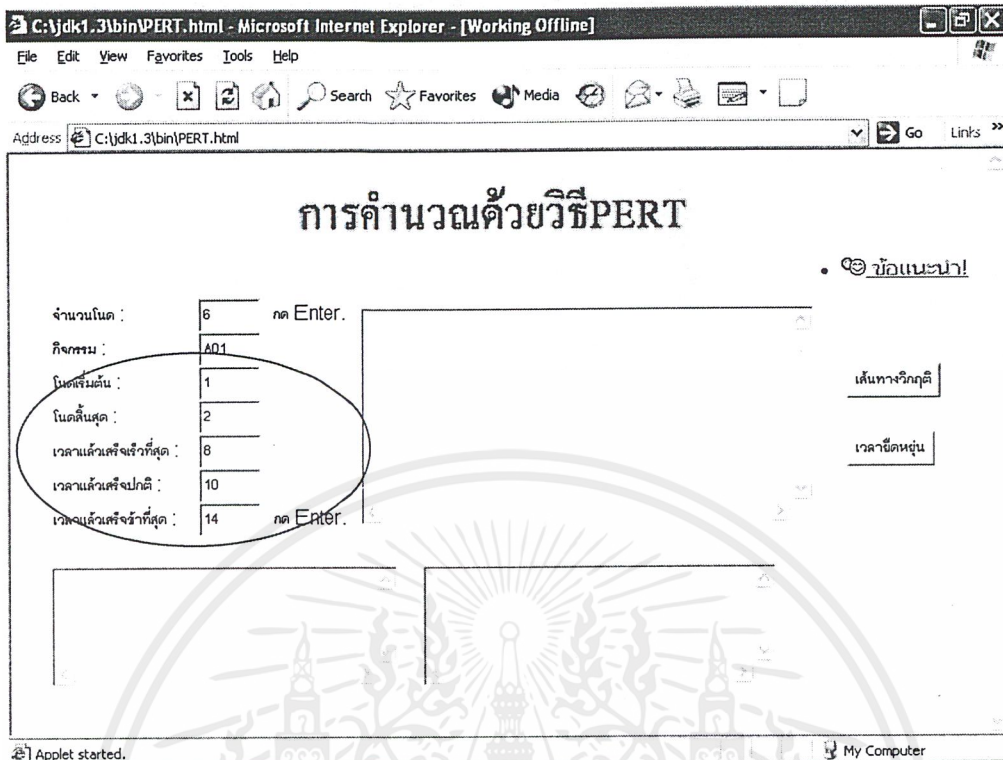 C:\jdk1.3\bin\PERT.html - Microsoft Internet Explorer - [Working Offline]
File Edit View Favorites Tools Help
Back Search Favorites Media
Address C:\jdk1.3\bin\PERT.html Go Links »
การคำนวณด้วยวิธีPERT
• ข้อแนะนำ!
จำนวนโนด : 6 กด Enter.
กิจกรรม : A01
โนดเริ่มต้น : 1
โนดสิ้นสุด : 2
เวลาแล้วเสร็จเร็วที่สุด : 8
เวลาแล้วเสร็จปกติ : 10
เวลาแล้วเสร็จช้าที่สุด : 14 กด Enter.
เส้นทางวิกฤติ
เวลายืดหยุ่น
Applet started. My Computer